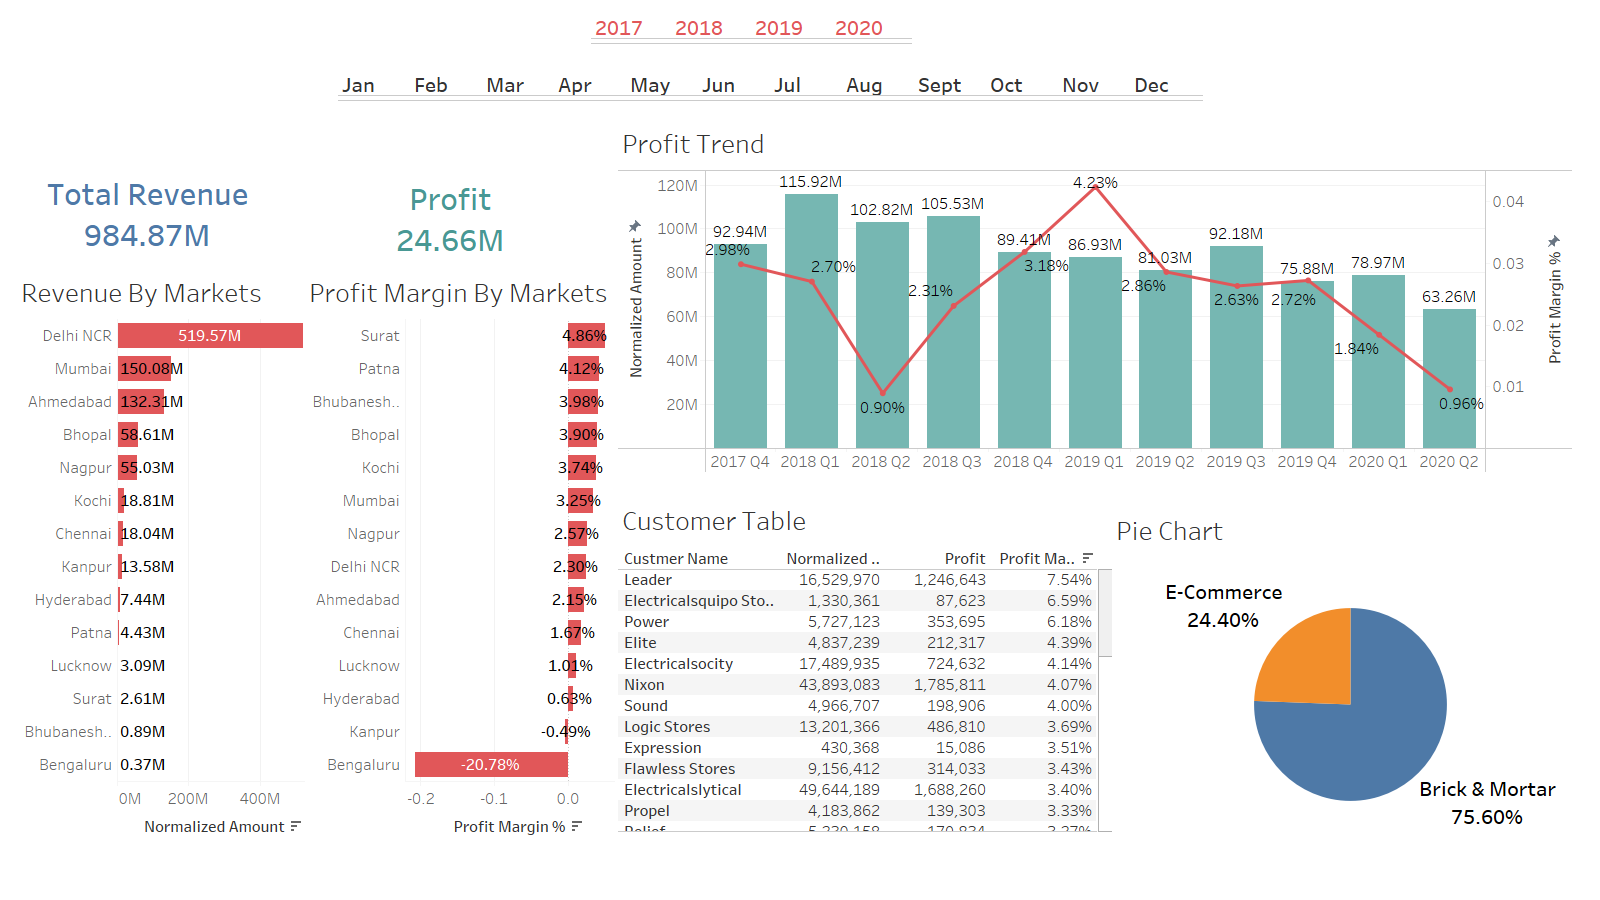 2017 2018 2019 2020
Jan Feb Mar Apr May Jun Jul Aug Sept Oct Nov Dec
Total Revenue
984.87M
Profit
24.66M
Revenue By Markets
Delhi NCR 519.57M
Mumbai 150.08M
Ahmedabad 132.31M
Bhopal 58.61M
Nagpur 55.03M
Kochi 18.81M
Chennai 18.04M
Kanpur 13.58M
Hyderabad 7.44M
Patna 4.43M
Lucknow 3.09M
Surat 2.61M
Bhubanesh.. 0.89M
Bengaluru 0.37M
0M 200M 400M
Normalized Amount
Profit Margin By Markets
Surat 4.86%
Patna 4.12%
Bhubanesh.. 3.98%
Bhopal 3.90%
Kochi 3.74%
Mumbai 3.25%
Nagpur 2.57%
Delhi NCR 2.30%
Ahmedabad 2.15%
Chennai 1.67%
Lucknow 1.01%
Hyderabad 0.63%
Kanpur -0.49%
Bengaluru -20.78%
-0.2 -0.1 0.0
Profit Margin %
Profit Trend
Normalized Amount
120M
100M
80M
60M
40M
20M
92.94M 115.92M 102.82M 105.53M 89.41M 86.93M 81.03M 92.18M 75.88M 78.97M 63.26M
2.98% 2.70% 0.90% 2.31% 3.18% 4.23% 2.86% 2.63% 2.72% 1.84% 0.96%
0.04
0.03
0.02
0.01
Profit Margin %
2017 Q4 2018 Q1 2018 Q2 2018 Q3 2018 Q4 2019 Q1 2019 Q2 2019 Q3 2019 Q4 2020 Q1 2020 Q2
Customer Table
Custmer Name Normalized .. Profit Profit Ma..
Leader 16,529,970 1,246,643 7.54%
Electricalsquipo Sto.. 1,330,361 87,623 6.59%
Power 5,727,123 353,695 6.18%
Elite 4,837,239 212,317 4.39%
Electricalsocity 17,489,935 724,632 4.14%
Nixon 43,893,083 1,785,811 4.07%
Sound 4,966,707 198,906 4.00%
Logic Stores 13,201,366 486,810 3.69%
Expression 430,368 15,086 3.51%
Flawless Stores 9,156,412 314,033 3.43%
Electricalslytical 49,644,189 1,688,260 3.40%
Propel 4,183,862 139,303 3.33%
Pie Chart
E-Commerce
24.40%
Brick & Mortar
75.60%